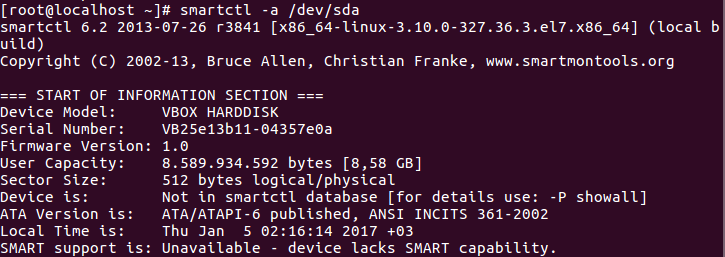 [root@localhost ~]# smartctl -a /dev/sda
smartctl 6.2 2013-07-26 r3841 [x86_64-linux-3.10.0-327.36.3.el7.x86_64] (local b
uild)
Copyright (C) 2002-13, Bruce Allen, Christian Franke, www.smartmontools.org

=== START OF INFORMATION SECTION ===
Device Model:     VBOX HARDDISK
Serial Number:    VB25e13b11-04357e0a
Firmware Version: 1.0
User Capacity:    8.589.934.592 bytes [8,58 GB]
Sector Size:      512 bytes logical/physical
Device is:        Not in smartctl database [for details use: -P showall]
ATA Version is:   ATA/ATAPI-6 published, ANSI INCITS 361-2002
Local Time is:    Thu Jan  5 02:16:14 2017 +03
SMART support is: Unavailable - device lacks SMART capability.